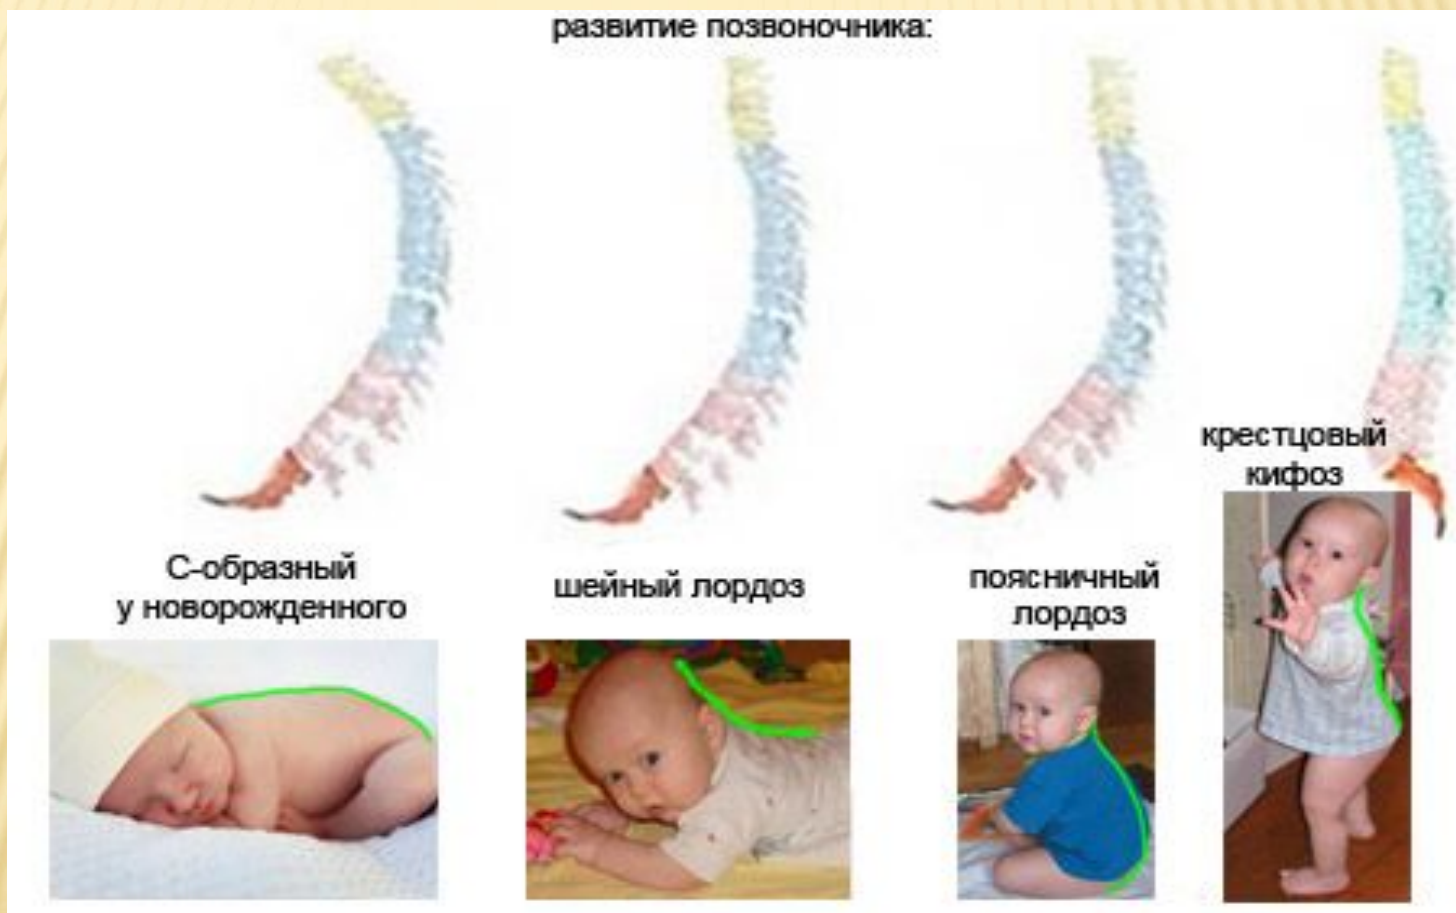 развитие позвоночника:
С-образный
у новорожденного
шейный лордоз
поясничный
лордоз
крестцовый
кифоз